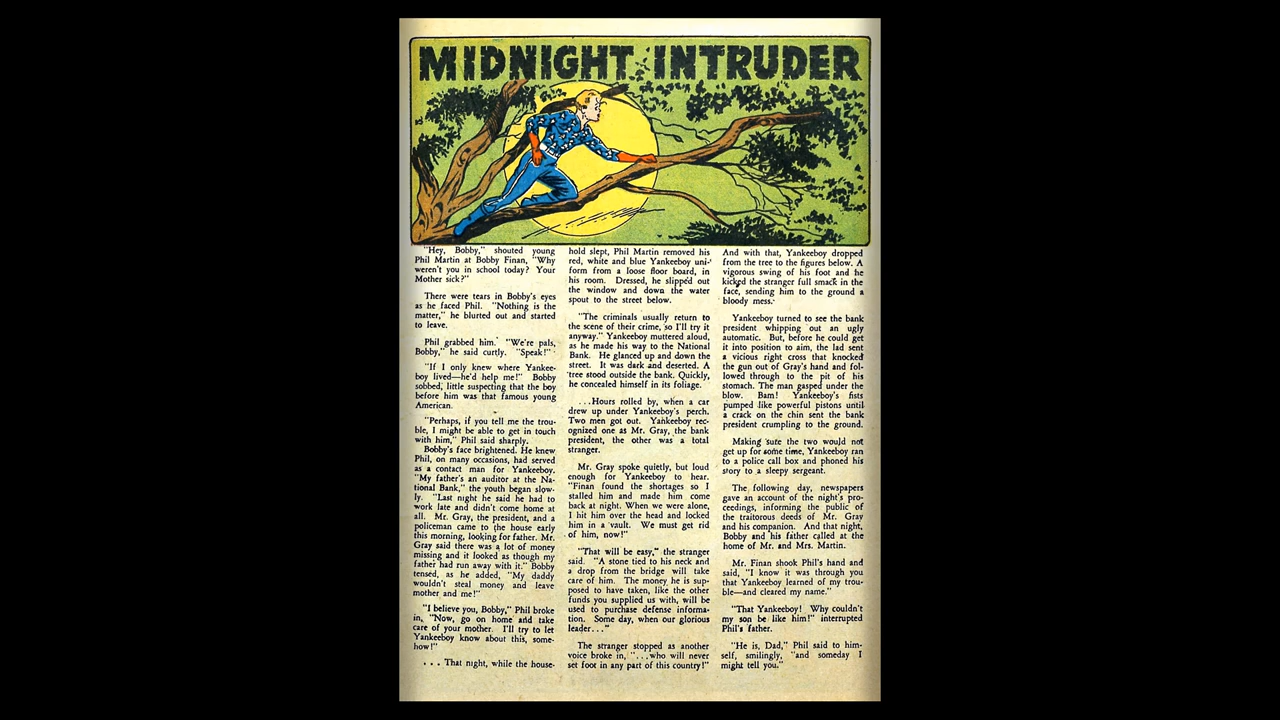 MIDNIGHT INTRUDER
"Hey, Bobby," shouted young
Phil Martin at Bobby Finan, "Why
weren't you in school today? Your
Mother sick?"
There were tears in Bobby's eyes
as he faced Phil. "Nothing is the
matter," he blurted out and started
to leave.
Phil grabbed him. "We're pals,
Bobby," he said curtly. "Speak!"
"If I only knew where Yankee-
boy lived—he'd help me!" Bobby
sobbed, little suspecting that the boy
before him was that famous young
American.
"Perhaps, if you tell me the trou-
ble, I might be able to get in touch
with him," Phil said sharply.
Bobby's face brightened. He knew
Phil, on many occasions, had served
as a contact man for Yankeeboy.
"My father's an auditor at the Na-
tional Bank," the youth began slow-
ly. "Last night he said he had to
work late and didn't come home at
all. Mr. Gray, the president, and a
policeman came to the house early
this morning, looking for father. Mr.
Gray said there was a lot of money
missing and it looked as though my
father had run away with it." Bobby
tensed, as he added, "My daddy
wouldn't steal money and leave
mother and me!"
"I believe you, Bobby," Phil broke
in, "Now, go on home and take
care of your mother. I'll try to let
Yankeeboy know about this, some-
how!"
. . . That night, while the house-
hold slept, Phil Martin removed his
red, white and blue Yankeeboy uni-
form from a loose floor board, in
his room. Dressed, he slipped out
the window and down the water
spout to the street below.
"The criminals usually return to
the scene of their crime, so I'll try it
anyway." Yankeeboy muttered aloud,
as he made his way to the National
Bank. He glanced up and down the
street. It was dark and deserted. A
tree stood outside the bank. Quickly,
he concealed himself in its foliage.
. . .Hours rolled by, when a car
drew up under Yankeeboy's perch.
Two men got out. Yankeeboy rec-
ognized one as Mr. Gray, the bank
president, the other was a total
stranger.
Mr. Gray spoke quietly, but loud
enough for Yankeeboy to hear.
"Finan found the shortages so I
stalled him and made him come
back at night. When we were alone,
I hit him over the head and locked
him in a vault. We must get rid
of him, now!"
"That will be easy," the stranger
said. "A stone tied to his neck and
a drop from the bridge will take
care of him. The money he is sup-
posed to have taken, like the other
funds you supplied us with, will be
used to purchase defense informa-
tion. Some day, when our glorious
leader. . ."
The stranger stopped as another
voice broke in, ". . .who will never
set foot in any part of this country!"
And with that, Yankeeboy dropped
from the tree to the figures below. A
vigorous swing of his foot and he
kicked the stranger full smack in the
face, sending him to the ground a
bloody mess.
Yankeeboy turned to see the bank
president whipping out an ugly
automatic. But, before he could get
it into position to aim, the lad sent
a vicious right cross that knocked
the gun out of Gray's hand and fol-
lowed through to the pit of his
stomach. The man gasped under the
blow. Bam! Yankeeboy's fists
pumped like powerful pistons until
a crack on the chin sent the bank
president crumpling to the ground.
Making sure the two would not
get up for some time, Yankeeboy ran
to a police call box and phoned his
story to a sleepy sergeant.
The following day, newspapers
gave an account of the night's pro-
ceedings, informing the public of
the traitorous deeds of Mr. Gray
and his companion. And that night,
Bobby and his father called at the
home of Mr. and Mrs. Martin.
Mr. Finan shook Phil's hand and
said, "I know it was through you
that Yankeeboy learned of my trou-
ble—and cleared my name."
"That Yankeeboy! Why couldn't
my son be like him!" interrupted
Phil's father.
"He is, Dad," Phil said to him-
self, smilingly, "and someday I
might tell you."